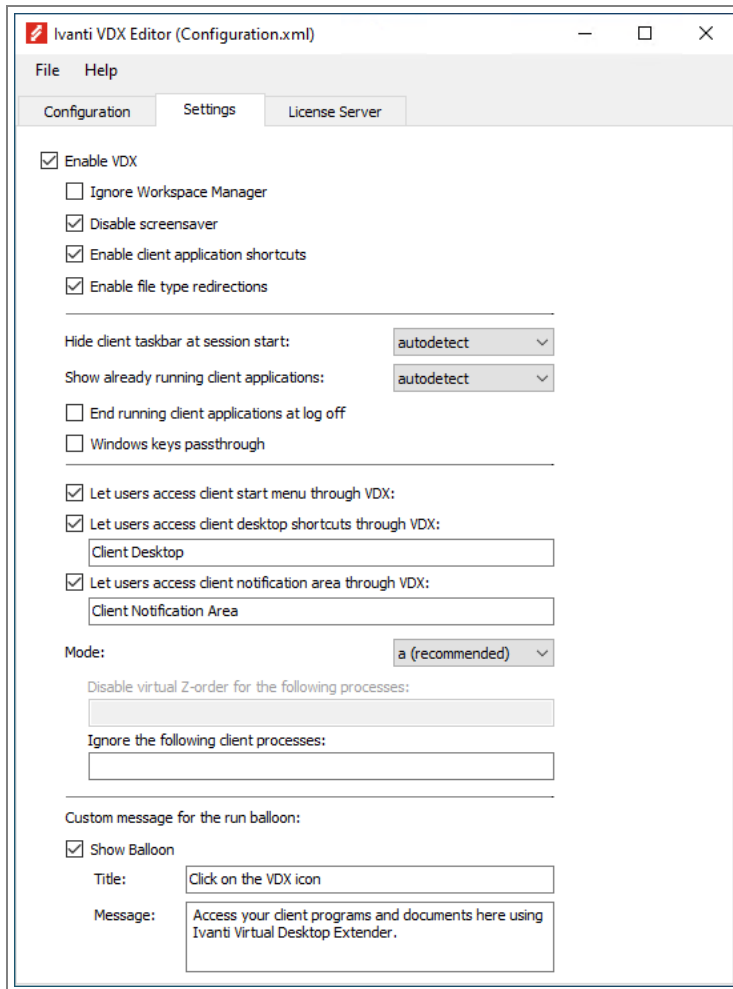 Ivanti VDX Editor (Configuration.xml)
File Help
Configuration Settings License Server
Enable VDX
Ignore Workspace Manager
Disable screensaver
Enable client application shortcuts
Enable file type redirections
Hide client taskbar at session start: autodetect
Show already running client applications: autodetect
End running client applications at log off
Windows keys passthrough
Let users access client start menu through VDX:
Let users access client desktop shortcuts through VDX:
Client Desktop
Let users access client notification area through VDX:
Client Notification Area
Mode: a (recommended)
Disable virtual Z-order for the following processes:
Ignore the following client processes:
Custom message for the run balloon:
Show Balloon
Title: Click on the VDX icon
Message: Access your client programs and documents here using
Ivanti Virtual Desktop Extender.